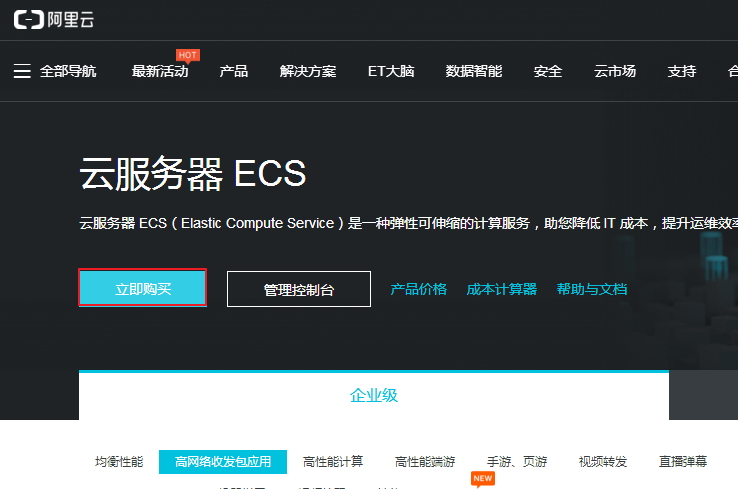 阿里云
HOT
全部导航 最新活动 产品 解决方案 ET大脑 数据智能 安全 云市场 支持
云服务器 ECS
云服务器 ECS（Elastic Compute Service）是一种弹性可伸缩的计算服务，助您降低 IT 成本，提升运维效率
立即购买 管理控制台 产品价格 成本计算器 帮助与文档
企业级
均衡性能 高网络收发包应用 高性能计算 高性能端游 手游、页游 视频转发 直播弹幕
NEW